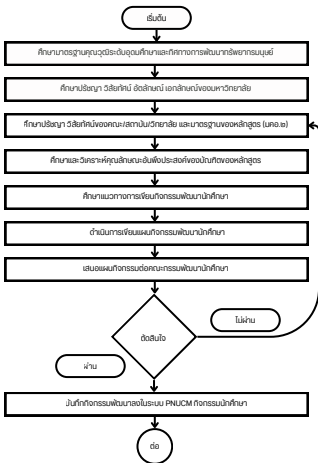 เริ่มต้น
ศึกษามาตรฐานคุณวุฒิระดับอุดมศึกษาและทิศทางการพัฒนาทรัพยากรมนุษย์
ศึกษาปรัชญา วิสัยทัศน์ อัตลักษณ์ เอกลักษณ์ของมหาวิทยาลัย
ศึกษาปรัชญา วิสัยทัศน์ของคณะ/สถาบัน/วิทยาลัย และมาตรฐานของหลักสูตร (มคอ.๒)
ศึกษาและวิเคราะห์คุณลักษณะอันพึงประสงค์ของบัณฑิตของหลักสูตร
ศึกษาแนวทางการเขียนกิจกรรมพัฒนานักศึกษา
ดำเนินการเขียนแผนกิจกรรมพัฒนานักศึกษา
เสนอแผนกิจกรรมต่อคณะกรรมพัฒนานักศึกษา
ไม่ผ่าน
ตัดสินใจ
ผ่าน
บันทึกกิจกรรมพัฒนาลงในระบบ PNUCM กิจกรรมนักศึกษา
ต่อ